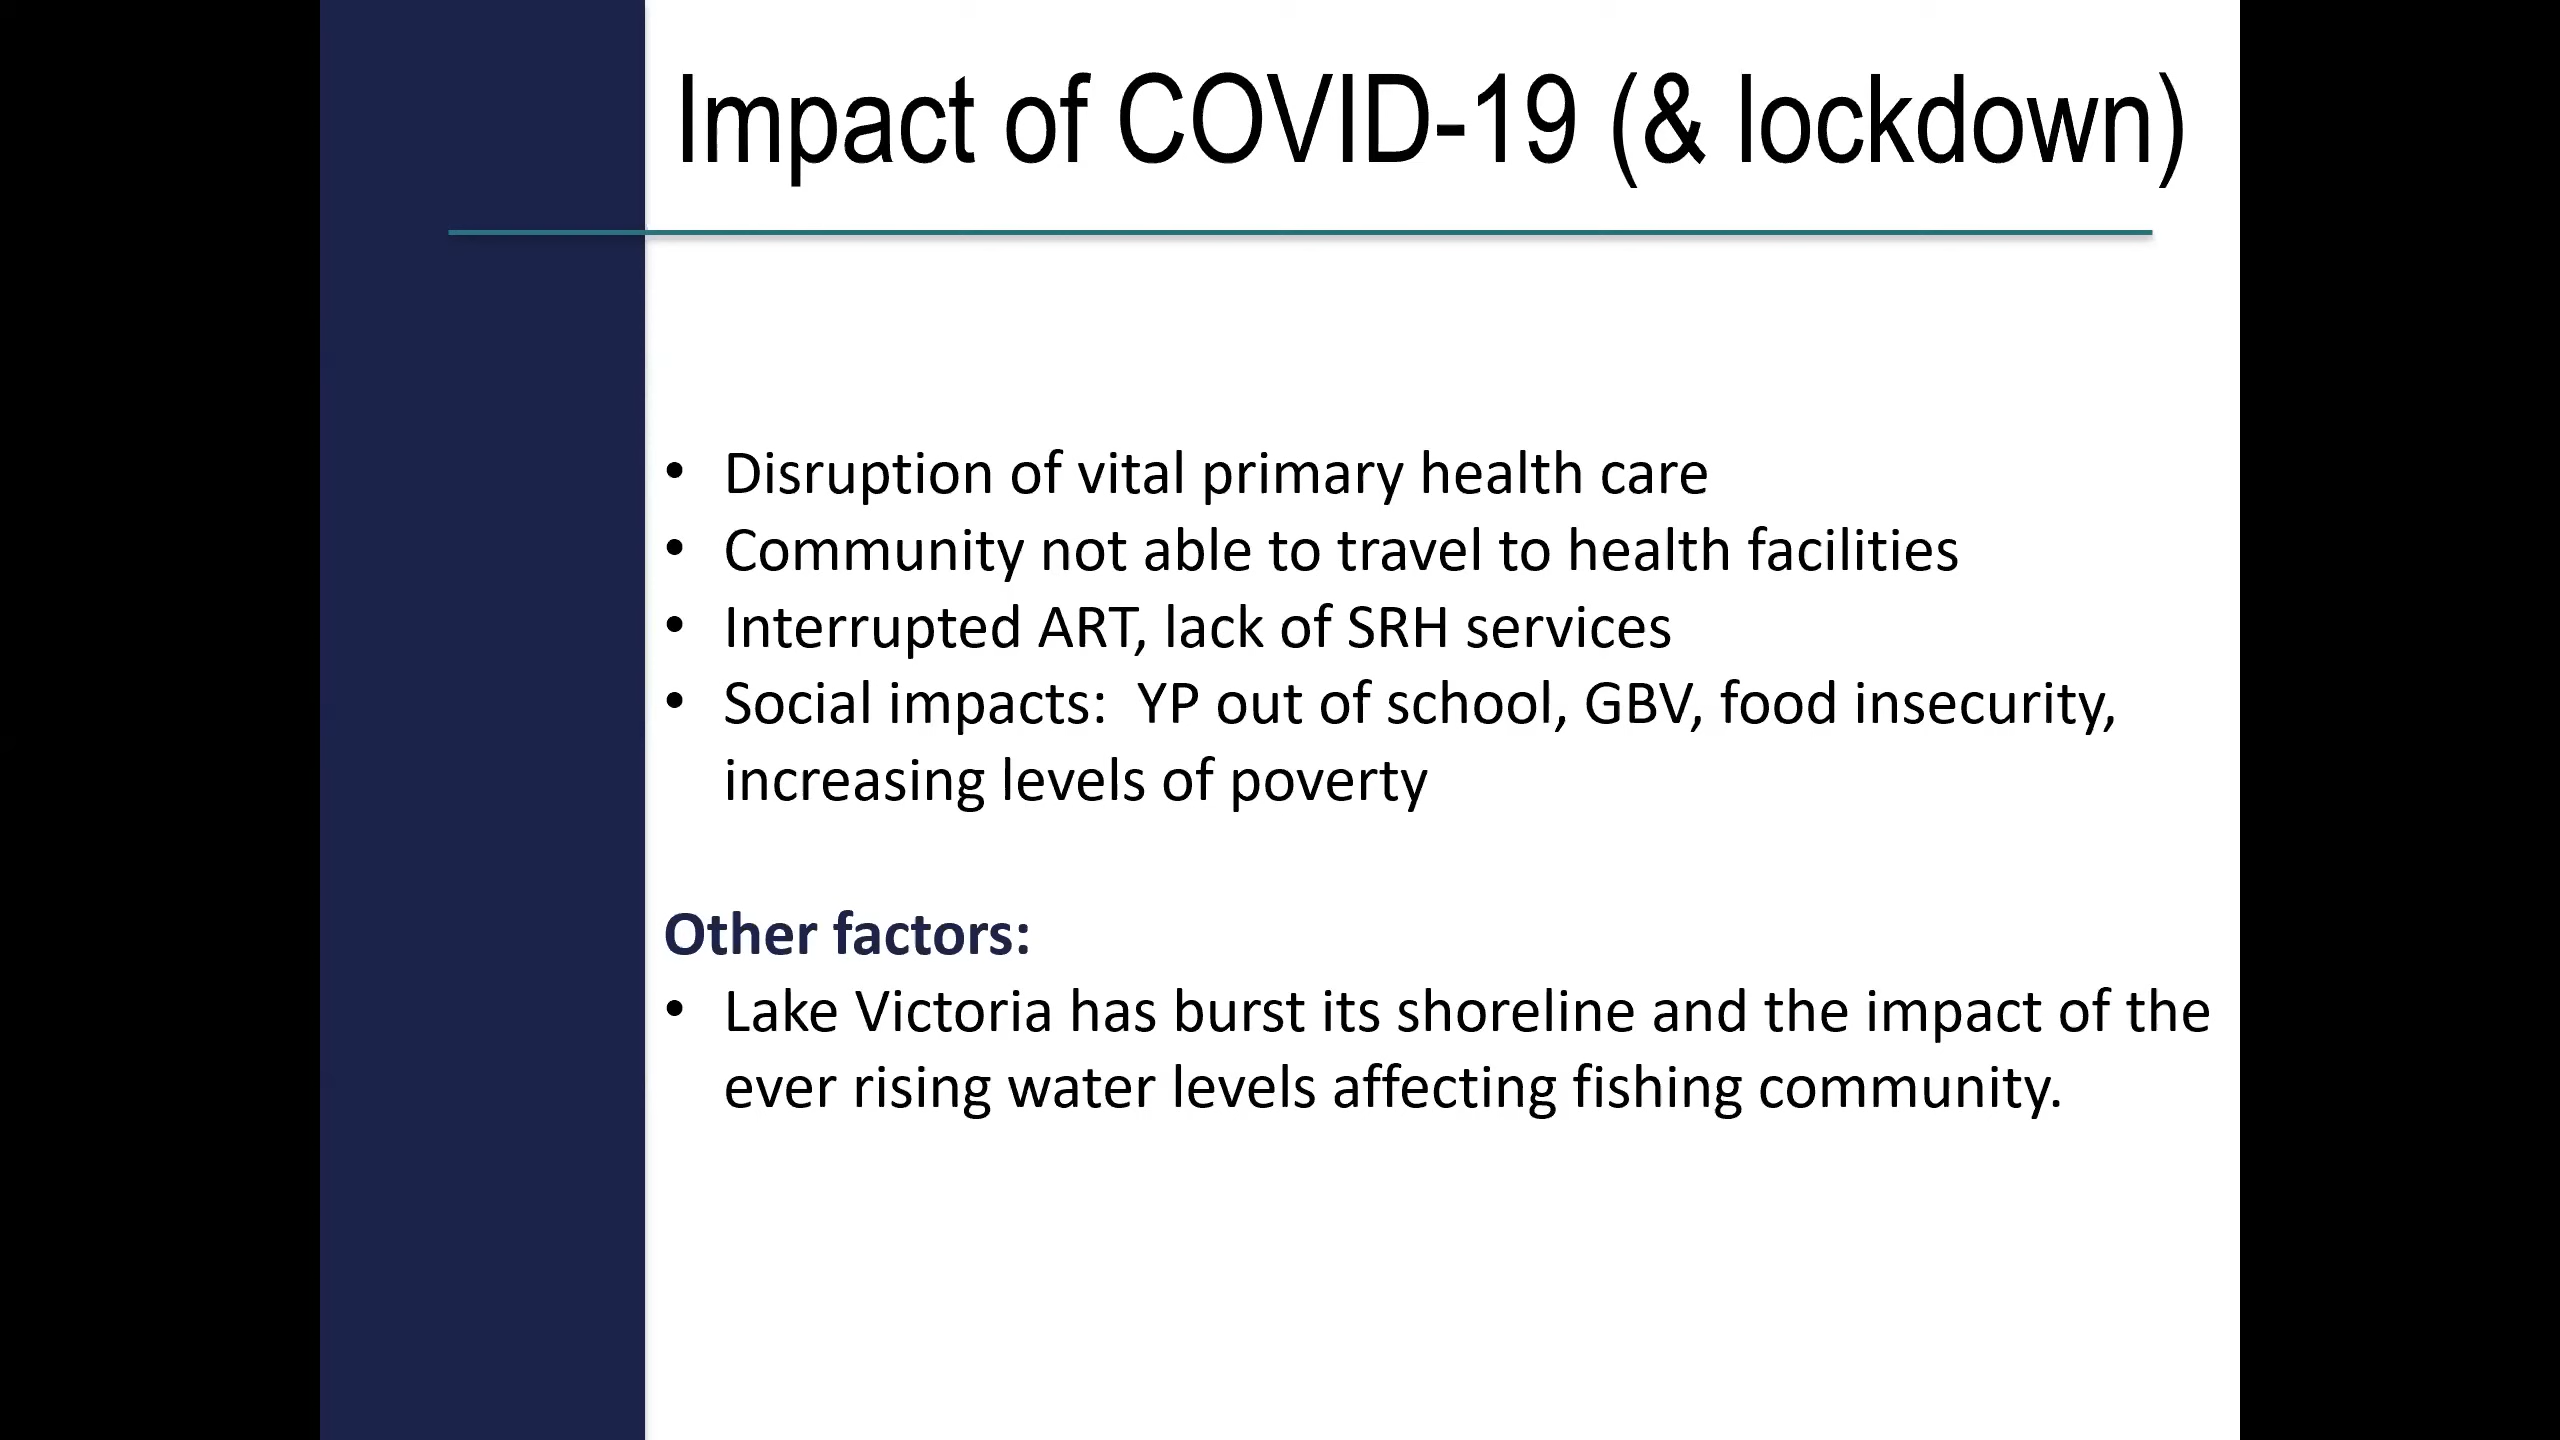 Impact of COVID-19 (& lockdown)
• Disruption of vital primary health care
• Community not able to travel to health facilities
• Interrupted ART, lack of SRH services
• Social impacts:  YP out of school, GBV, food insecurity,
increasing levels of poverty
Other factors:
• Lake Victoria has burst its shoreline and the impact of the
ever rising water levels affecting fishing community.